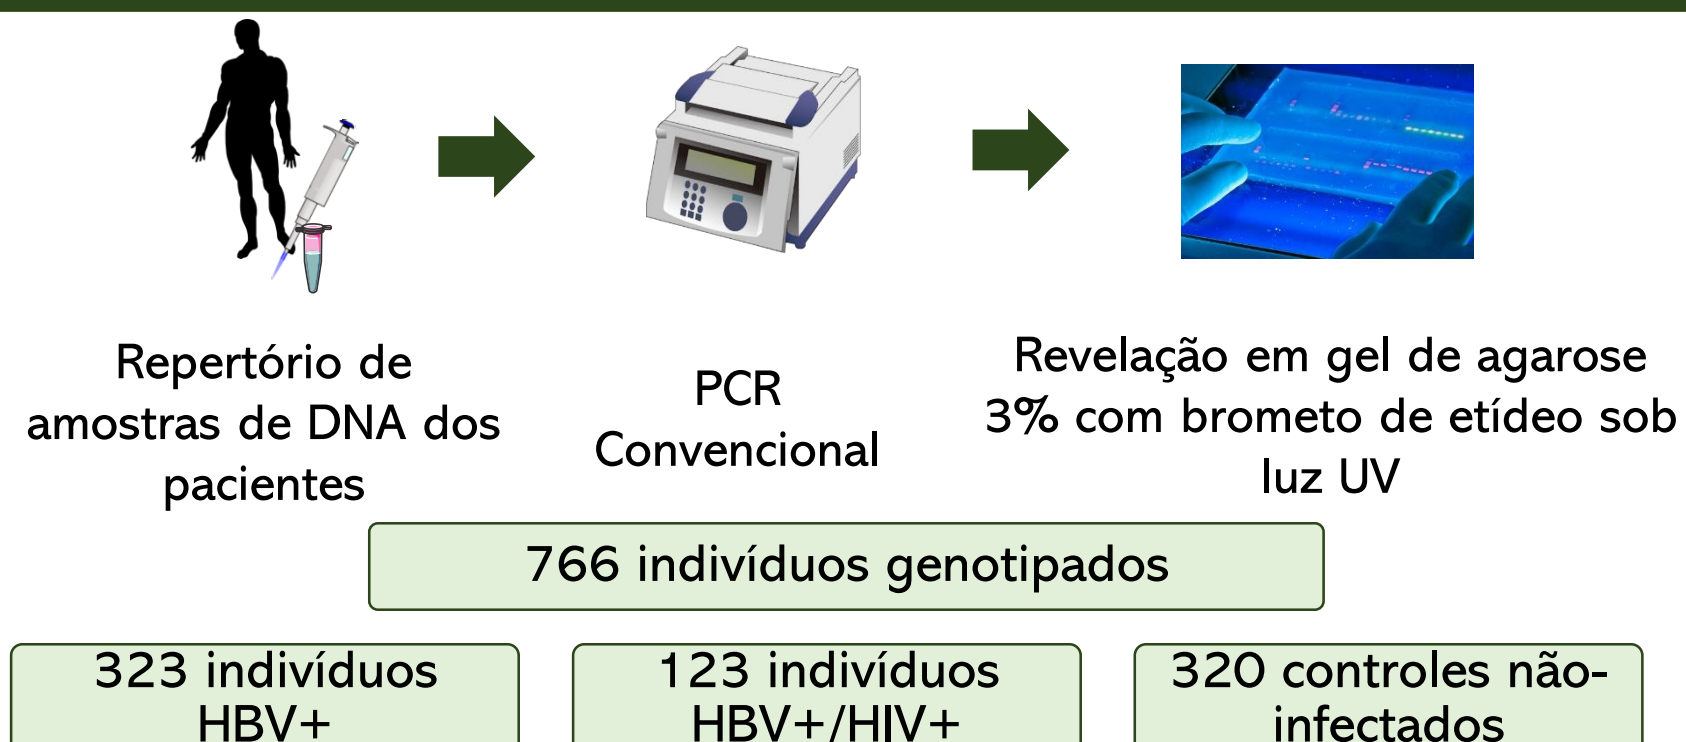 Repertório de
amostras de DNA dos
pacientes
PCR
Convencional
Revelação em gel de agarose
3% com brometo de etídeo sob
luz UV
766 indivíduos genotipados
323 indivíduos
HBV+
123 indivíduos
HBV+/HIV+
320 controles não-
infectados